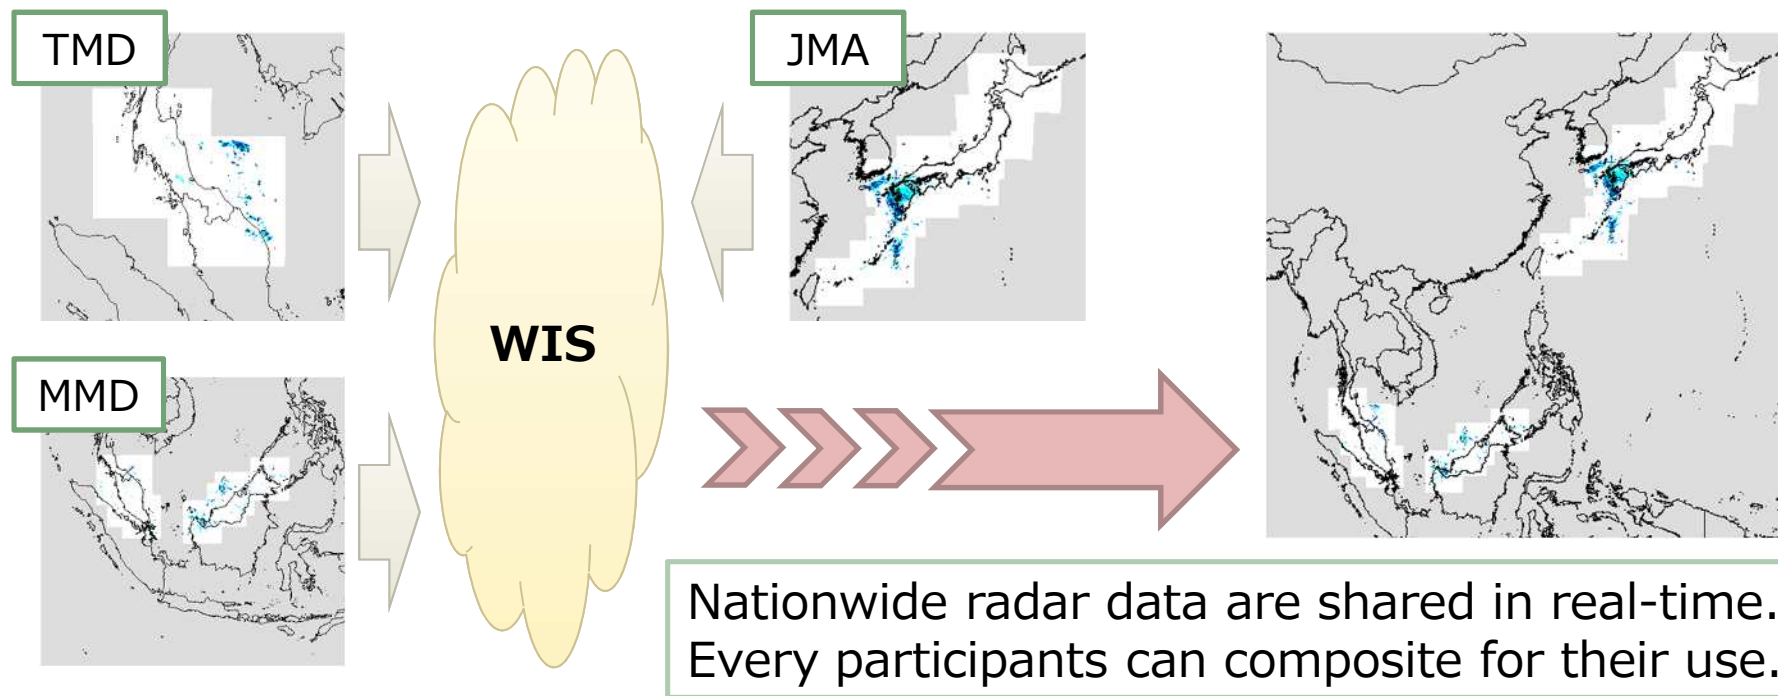 TMD
JMA
WIS
MMD
Nationwide radar data are shared in real-time.
Every participants can composite for their use.